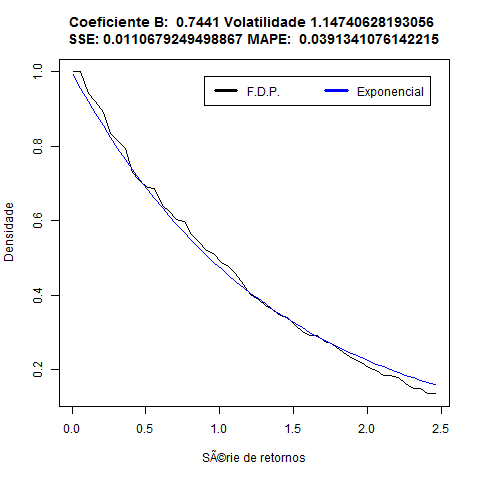 Coeficiente B:  0.7441 Volatilidade 1.14740628193056
SSE: 0.0110679249498867 MAPE:  0.0391341076142215
F.D.P.
Exponencial
1.0
0.8
0.6
0.4
0.2
Densidade
0.0
0.5
1.0
1.5
2.0
2.5
SÃ©rie de retornos